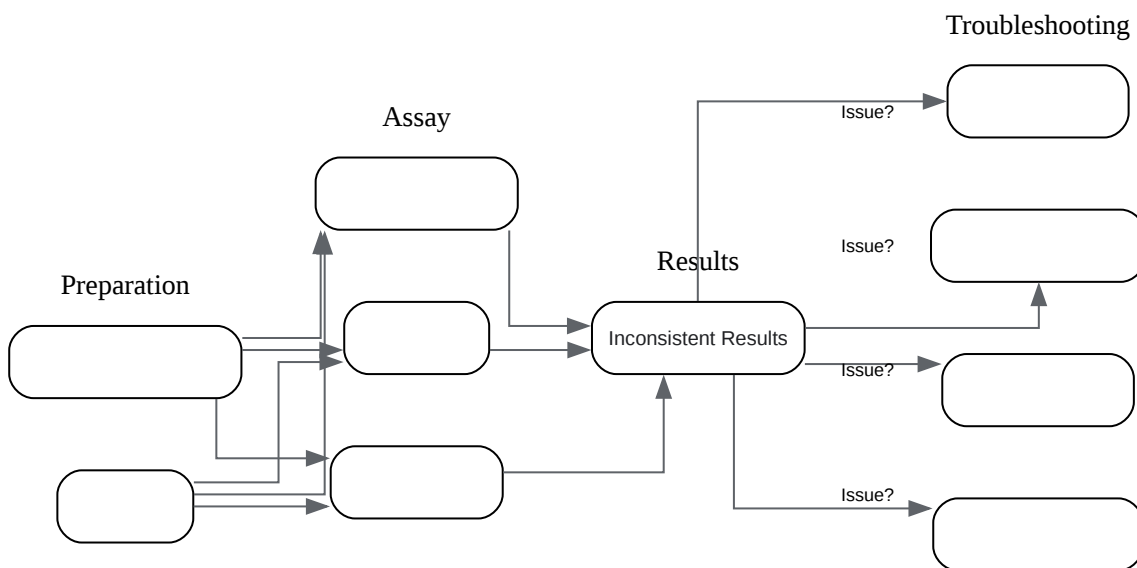 Troubleshooting
Issue?
Assay
Issue?
Results
Preparation
Inconsistent Results
Issue?
Issue?